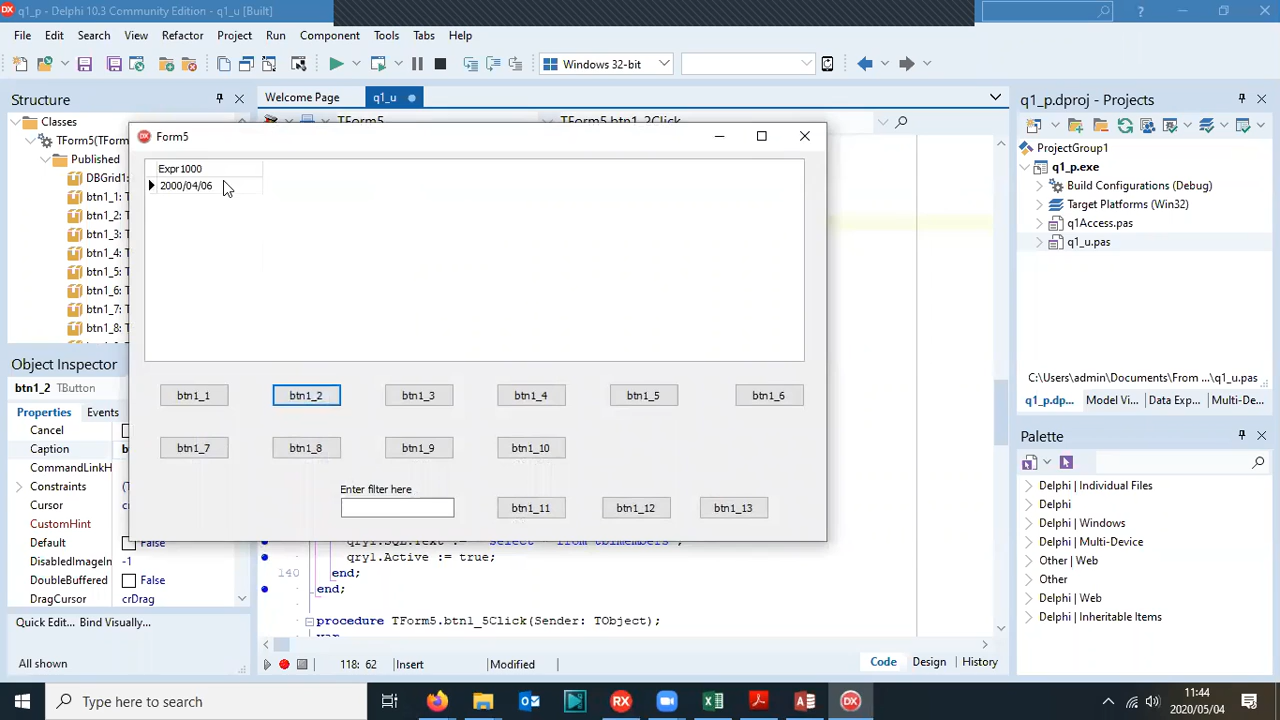 q1_p - Delphi 10.3 Community Edition - q1_u [Built]
File Edit Search View Refactor Project Run Component Tools Tabs Help
Windows 32-bit
Structure
Welcome Page q1_u
q1_p.dproj - Projects
Classes
TForm5 TForm5.btn1_2Click
TForm5(TForm
Published
DBGrid1:
btn1_1: T
btn1_2: T
btn1_3: T
btn1_4: T
btn1_5: T
btn1_6: T
btn1_7: T
btn1_8: T
Form5
Expr1000
2000/04/06
btn1_1 btn1_2 btn1_3 btn1_4 btn1_5 btn1_6
btn1_7 btn1_8 btn1_9 btn1_10
Enter filter here
btn1_11 btn1_12 btn1_13
ProjectGroup1
q1_p.exe
Build Configurations (Debug)
Target Platforms (Win32)
q1Access.pas
q1_u.pas
C:\Users\admin\Documents\From ...\q1_u.pas
q1_p.dp... Model Vi... Data Exp... Multi-De...
Object Inspector
btn1_2 TButton
Properties Events
Cancel
Caption b
CommandLinkH
Constraints (T
Cursor
CustomHint
Default False
DisabledImageIn -1
DoubleBuffered False
DragCursor crDrag
Quick Edit... Bind Visually...
All shown
qry1.Active := true;
140 end;
end;
procedure TForm5.btn1_5Click(Sender: TObject);
var
118: 62 Insert Modified
Code Design History
Palette
Delphi | Individual Files
Delphi
Delphi | Windows
Delphi | Multi-Device
Other | Web
Other
Delphi | Web
Inheritable Items
Type here to search
11:44
2020/05/04